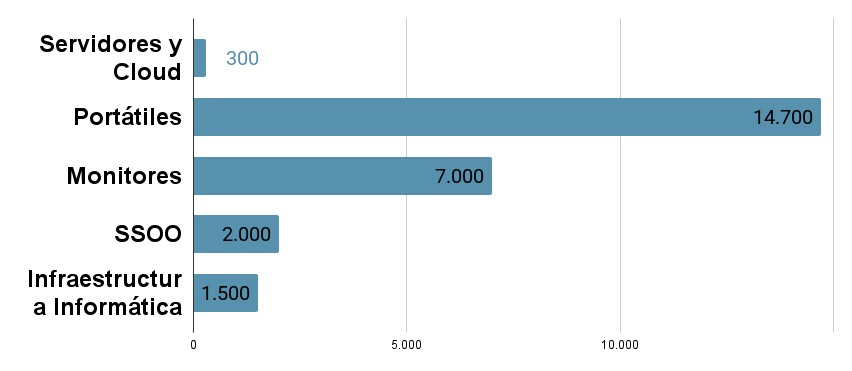 Servidores y
Cloud
300
Portátiles
14.700
Monitores
7.000
SSOO
2.000
Infraestructur
a Informática
1.500
0
5.000
10.000